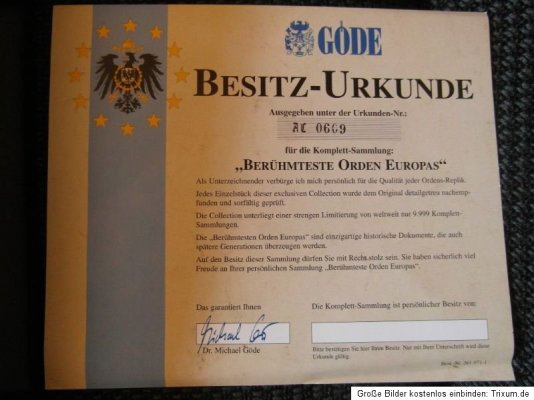 GÖDE
BESITZ-URKUNDE
Ausgegeben unter der Urkunden-Nr.:
AC 0669
für die Komplett-Sammlung:
„BERÜHMTESTE ORDEN EUROPAS“
Als Unterzeichnender verbürge ich mich persönlich für die Qualität jeder Ordens-Replik.
Jedes Einzelstück dieser exclusiven Collection wurde dem Original detailgetreu nachemp-
funden und sorfältig geprüft.
Die Collection unterliegt einer strengen Limitierung von weltweit nur 9.999 Komplett-
Sammlungen.
Die „Berühmtesten Orden Europas“ sind einzigartige historische Dokumente, die auch
spätere Generationen überzeugen werden.
Auf den Besitz dieser Sammlung dürfen Sie mit Recht stolz sein. Sie haben sicherlich viel
Freude an Ihrer persönlichen Sammlung „Berühmteste Orden Europas“.
Das garantiert Ihnen
Dr. Michael Göde
Die Komplett-Sammlung ist persönlicher Besitz von:
Bitte bestätigen Sie hier Ihren Besitz. Nur mit Ihrer Unterschrift wird diese
Urkunde gültig.
Große Bilder kostenlos einbinden: Trixum.de